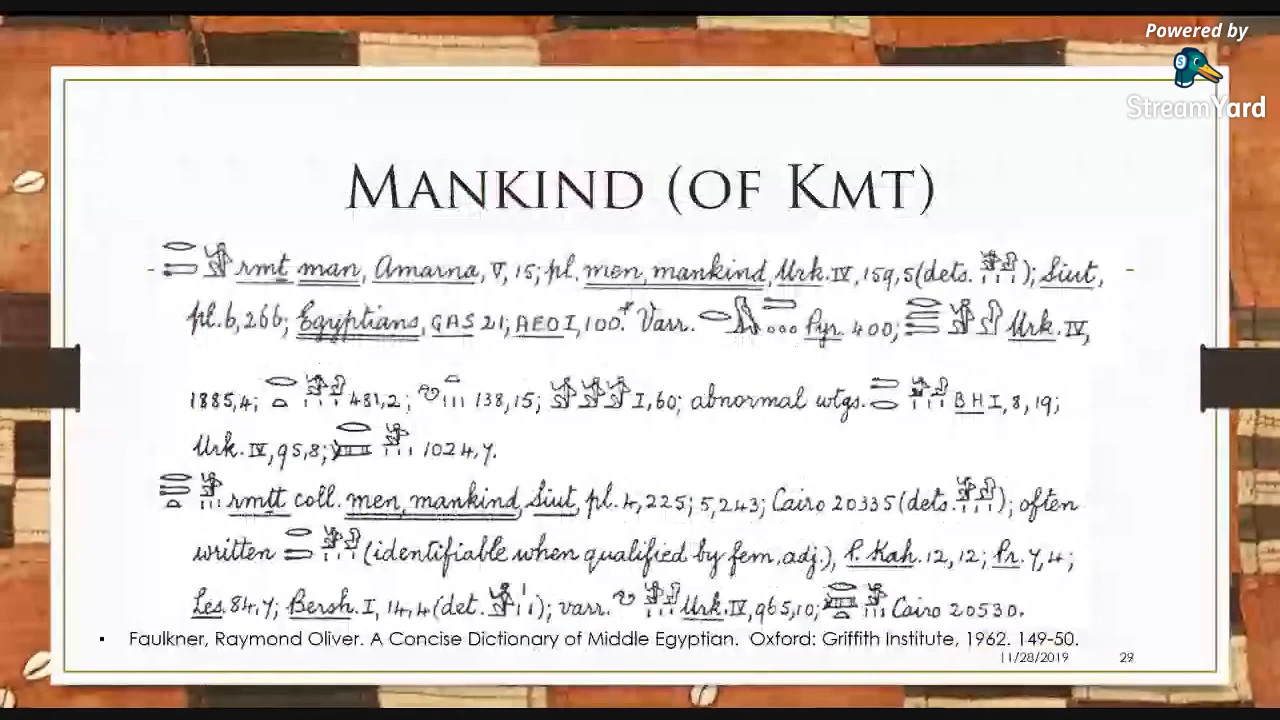 Powered by
StreamYard
Mankind (of Kmt)
rmt man, Amarna, V, 15; pl. men, mankind, Urk. IV, 159, 5 (dets. ); Siut,
pl. 6, 266; Egyptians, GAS 21; AEO I, 100.* Varr. Pyr. 400; Urk. IV,
1885,4; 481,2; 138,15; I,60; abnormal wtgs. BH I, 8, 19;
Urk. IV, 95,8; 1024,7.
rmtt coll. men, mankind, Siut, pl. 4,225; 5,243; Cairo 20335 (dets. ); often
written (identifiable when qualified by fem. adj.), P. Kah. 12, 12; Pr. 7,4;
Les. 84,7; Bersh. I, 14,4 (det. ); varr. Urk. IV, 965,10; Cairo 20530.
▪ Faulkner, Raymond Oliver. A Concise Dictionary of Middle Egyptian. Oxford: Griffith Institute, 1962. 149-50.
11/28/2019 29